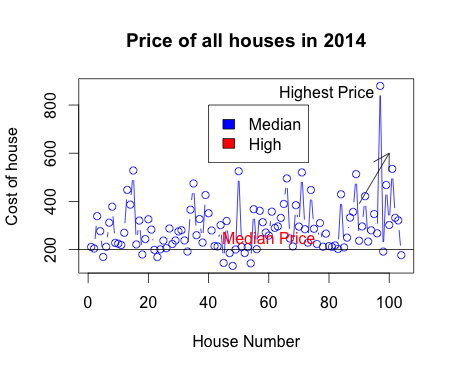 Price of all houses in 2014
Highest Price
Median
High
Median Price
Cost of house
800
600
400
200
0
20
40
60
80
100
House Number